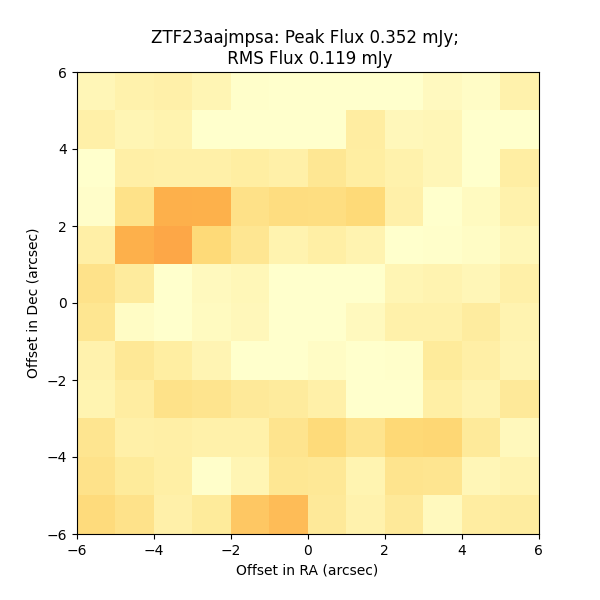 ZTF23aajmpsa: Peak Flux 0.352 mJy;
RMS Flux 0.119 mJy
6
4
2
0
−2
−4
−6
Offset in Dec (arcsec)
−6 −4 −2 0 2 4 6
Offset in RA (arcsec)